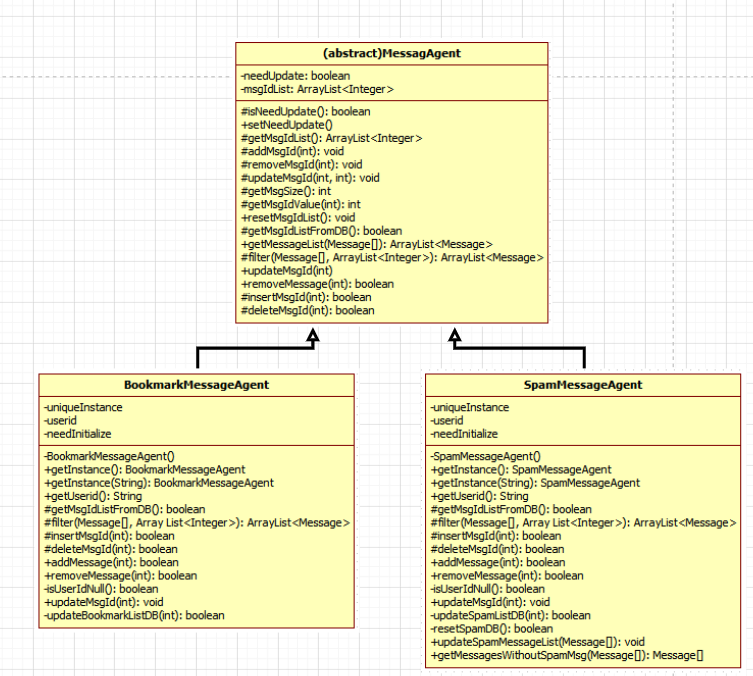 (abstract)MessagAgent
-needUpdate: boolean
-msgIdList: ArrayList<Integer>
#isNeedUpdate(): boolean
+setNeedUpdate()
#getMsgIdList(): ArrayList<Integer>
#addMsgId(int): void
#removeMsgId(int): void
#updateMsgId(int, int): void
#getMsgSize(): int
#getMsgIdValue(int): int
+resetMsgIdList(): void
#getMsgIdListFromDB(): boolean
+getMessageList(Message[]): ArrayList<Message>
#filter(Message[], ArrayList<Integer>): ArrayList<Message>
+updateMsgId(int)
+removeMessage(int): boolean
#insertMsgId(int): boolean
#deleteMsgId(int): boolean
BookmarkMessageAgent
-uniqueInstance
-userid
-needInitialize
-BookmarkMessageAgent()
+getInstance(): BookmarkMessageAgent
+getInstance(String): BookmarkMessageAgent
+getUserid(): String
#getMsgIdListFromDB(): boolean
#filter(Message[], Array List<Integer>): ArrayList<Message>
#insertMsgId(int): boolean
#deleteMsgId(int): boolean
+addMessage(int): boolean
+removeMessage(int): boolean
-isUserIdNull(): boolean
+updateMsgId(int): void
-updateBookmarkListDB(int): boolean
SpamMessageAgent
-uniqueInstance
-userid
-needInitialize
-SpamMessageAgent()
+getInstance(): SpamMessageAgent
+getInstance(String): SpamMessageAgent
+getUserid(): String
#getMsgIdListFromDB(): boolean
#filter(Message[], Array List<Integer>): ArrayList<Message>
#insertMsgId(int): boolean
#deleteMsgId(int): boolean
+addMessage(int): boolean
+removeMessage(int): boolean
-isUserIdNull(): boolean
+updateMsgId(int): void
-updateSpamListDB(int): boolean
-resetSpamDB(): boolean
+updateSpamMessageList(Message[]): void
+getMessagesWithoutSpamMsg(Message[]): Message[]